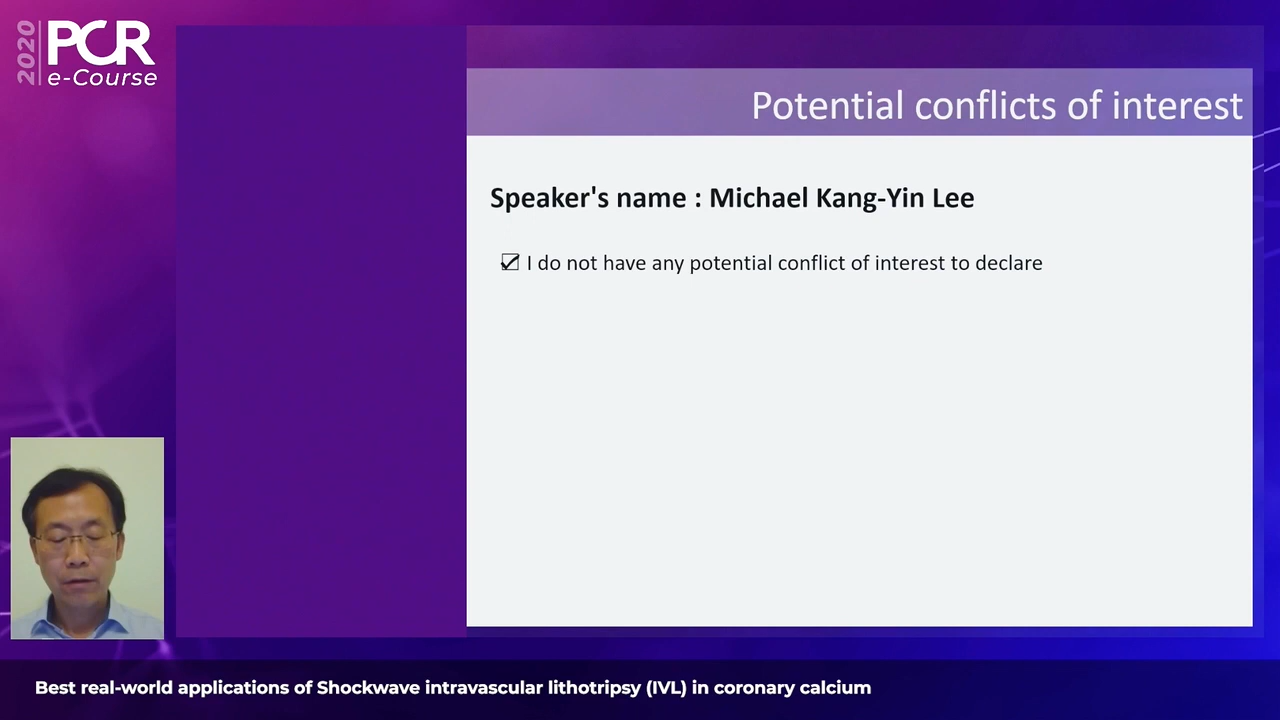 2020
PCR
e-Course
Potential conflicts of interest
Speaker's name : Michael Kang-Yin Lee
☑ I do not have any potential conflict of interest to declare
Best real-world applications of Shockwave intravascular lithotripsy (IVL) in coronary calcium